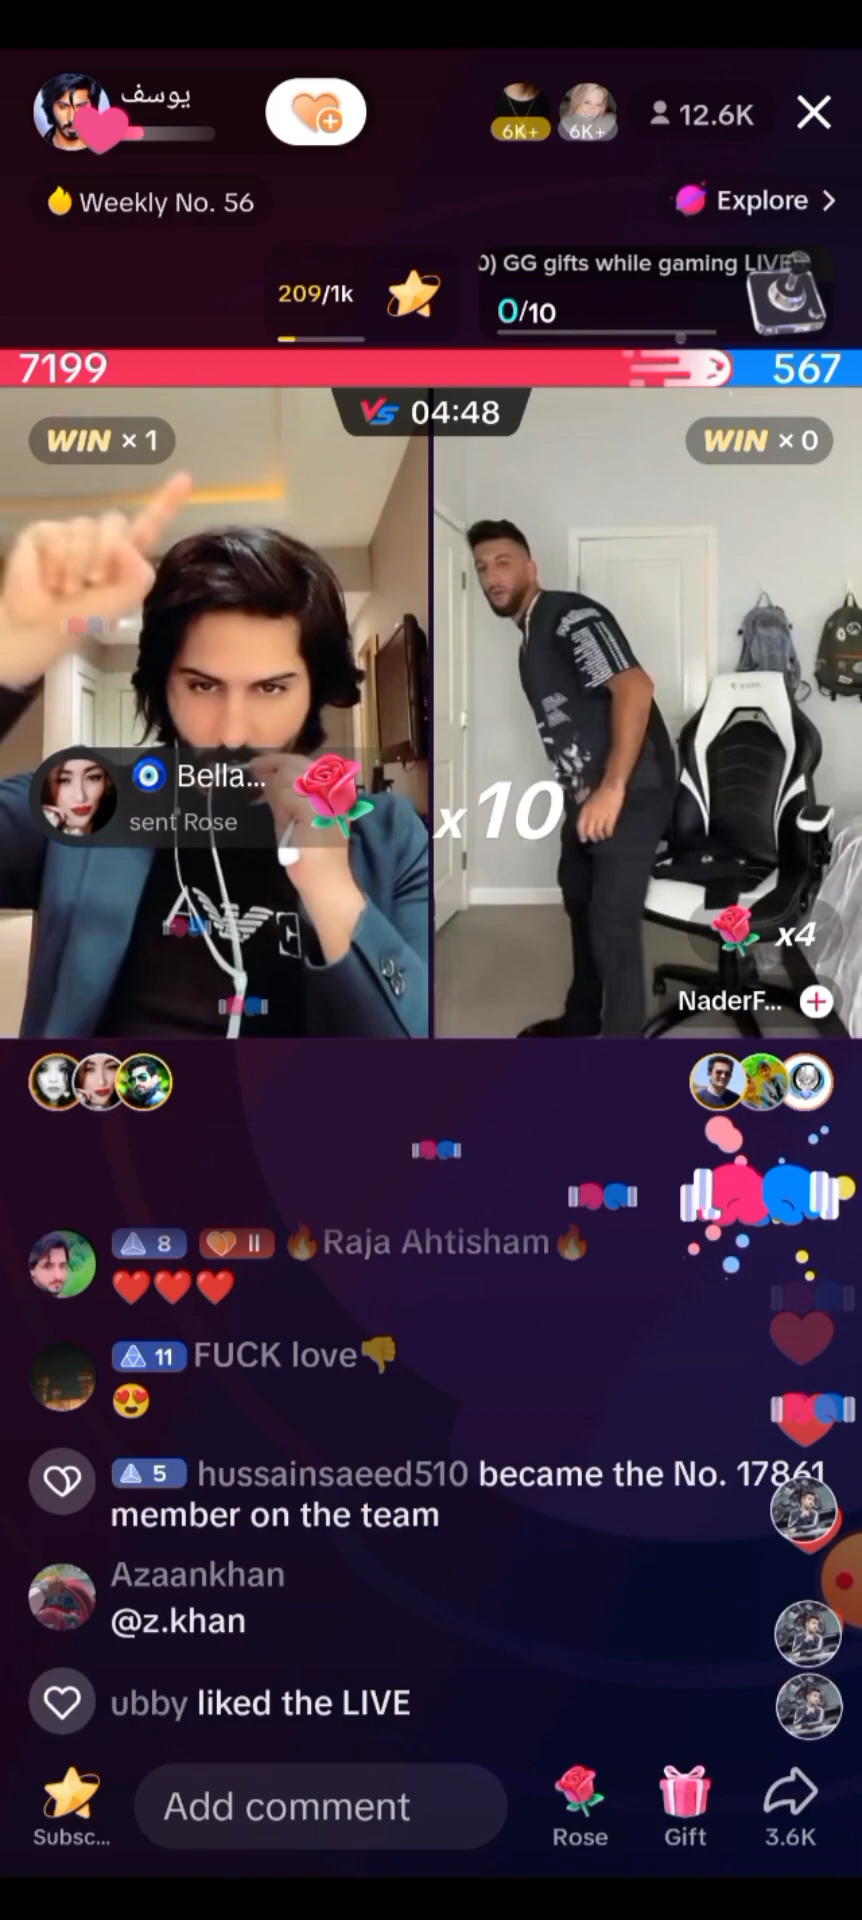 يوسف
6K+
6K+
12.6K
Weekly No. 56
Explore
209/1k
0) GG gifts while gaming LIVE
0/10
7199
567
VS 04:48
WIN × 1
WIN × 0
Bella...
sent Rose
x10
x4
NaderF...
8 II Raja Ahtisham
11 FUCK love
5 hussainsaeed510 became the No. 17861
member on the team
Azaankhan
@z.khan
ubby liked the LIVE
Add comment
Subsc...
Rose
Gift
3.6K